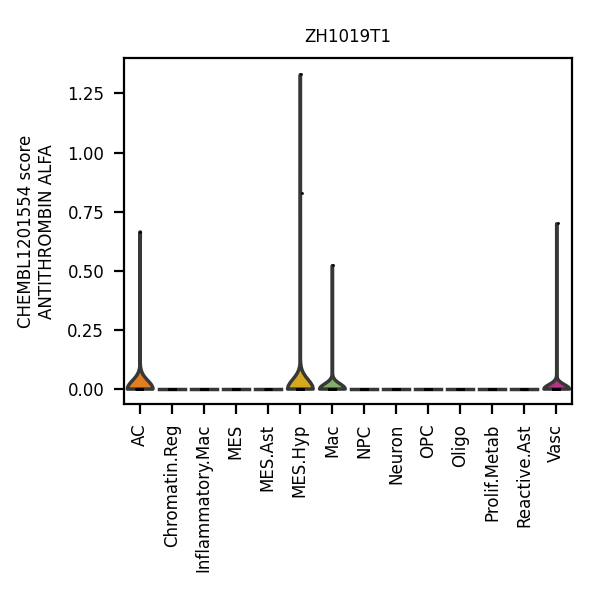 ZH1019T1
CHEMBL1201554 score
ANTITHROMBIN ALFA
1.25
1.00
0.75
0.50
0.25
0.00
AC
Chromatin.Reg
Inflammatory.Mac
MES
MES.Ast
MES.Hyp
Mac
NPC
Neuron
OPC
Oligo
Prolif.Metab
Reactive.Ast
Vasc